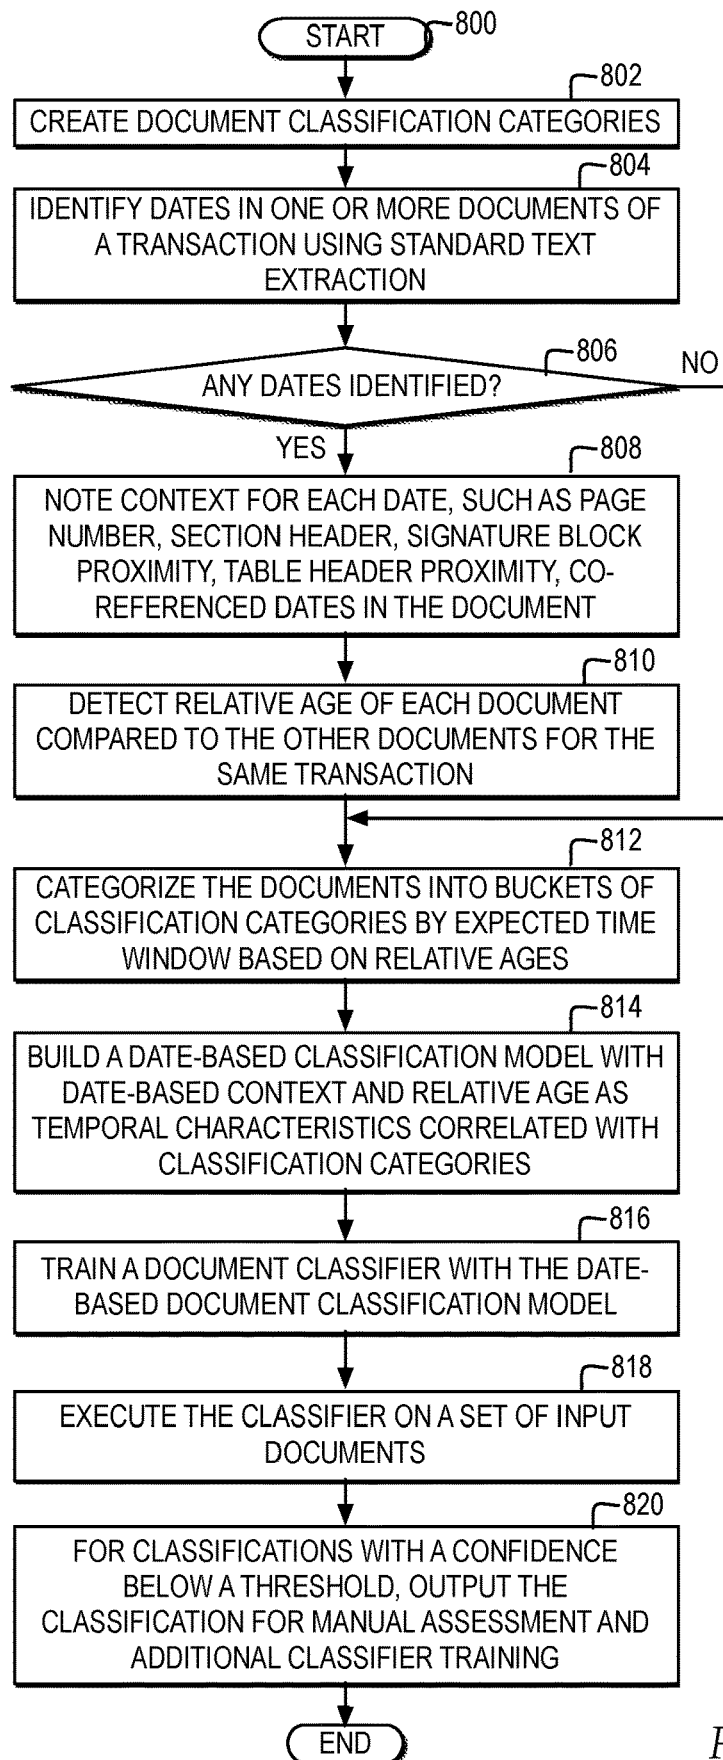 START
800
802
CREATE DOCUMENT CLASSIFICATION CATEGORIES
804
IDENTIFY DATES IN ONE OR MORE DOCUMENTS OF
A TRANSACTION USING STANDARD TEXT
EXTRACTION
806
NO
ANY DATES IDENTIFIED?
YES
808
NOTE CONTEXT FOR EACH DATE, SUCH AS PAGE
NUMBER, SECTION HEADER, SIGNATURE BLOCK
PROXIMITY, TABLE HEADER PROXIMITY, CO-
REFERENCED DATES IN THE DOCUMENT
810
DETECT RELATIVE AGE OF EACH DOCUMENT
COMPARED TO THE OTHER DOCUMENTS FOR THE
SAME TRANSACTION
812
CATEGORIZE THE DOCUMENTS INTO BUCKETS OF
CLASSIFICATION CATEGORIES BY EXPECTED TIME
WINDOW BASED ON RELATIVE AGES
814
BUILD A DATE-BASED CLASSIFICATION MODEL WITH
DATE-BASED CONTEXT AND RELATIVE AGE AS
TEMPORAL CHARACTERISTICS CORRELATED WITH
CLASSIFICATION CATEGORIES
816
TRAIN A DOCUMENT CLASSIFIER WITH THE DATE-
BASED DOCUMENT CLASSIFICATION MODEL
818
EXECUTE THE CLASSIFIER ON A SET OF INPUT
DOCUMENTS
820
FOR CLASSIFICATIONS WITH A CONFIDENCE
BELOW A THRESHOLD, OUTPUT THE
CLASSIFICATION FOR MANUAL ASSESSMENT AND
ADDITIONAL CLASSIFIER TRAINING
END